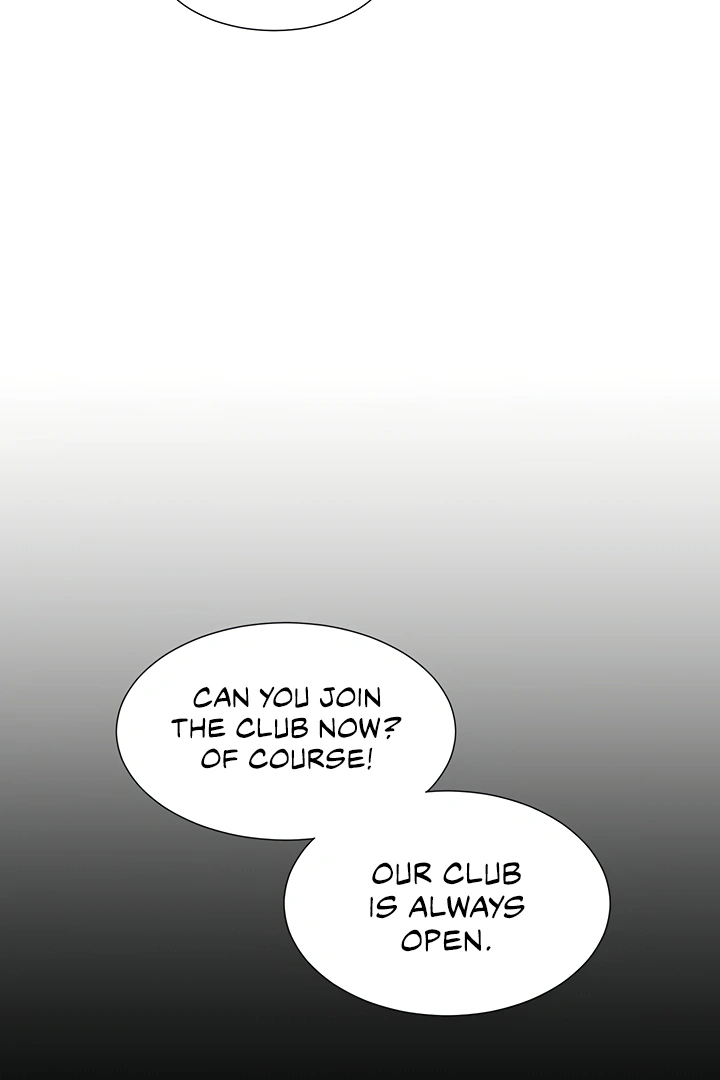 CAN YOU JOIN
THE CLUB NOW?
OF COURSE!
OUR CLUB
IS ALWAYS
OPEN.